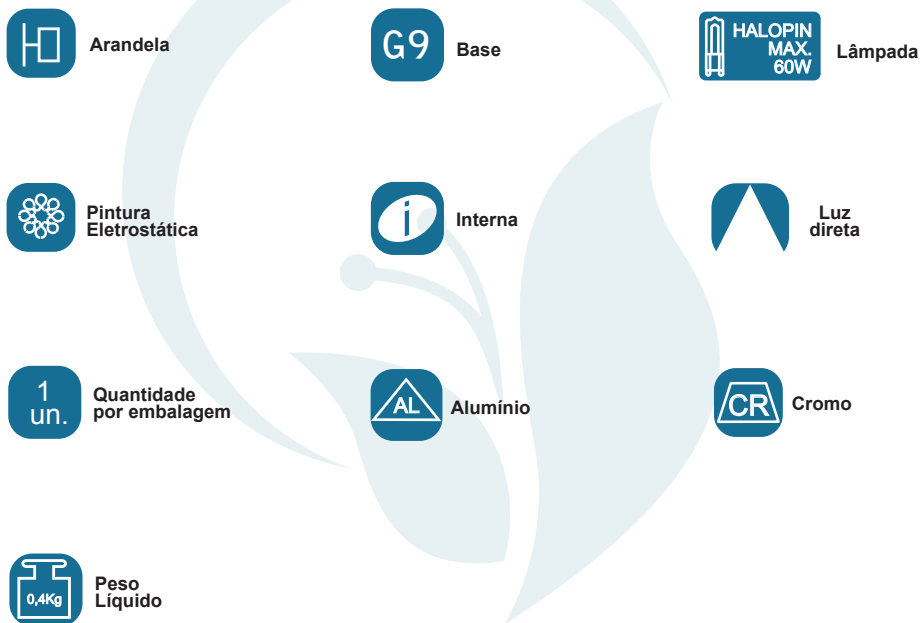 Arandela
G9
Base
HALOPIN
MAX.
60W
Lâmpada
Pintura
Eletrostática
i
Interna
Luz
direta
1
un.
Quantidade
por embalagem
AL
Alumínio
CR
Cromo
0,4Kg
Peso
Líquido